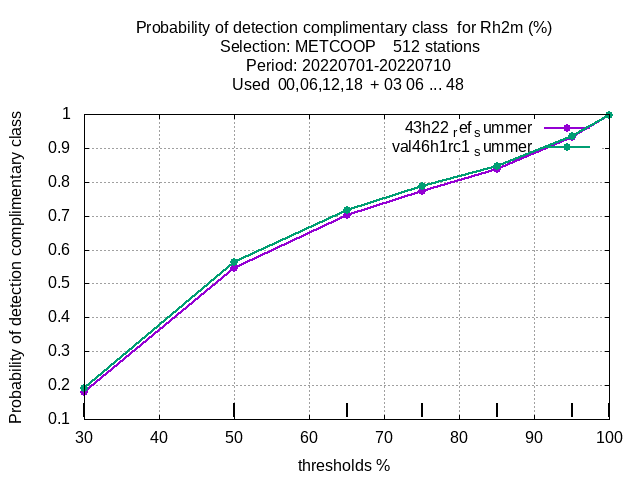 Probability of detection complimentary class for Rh2m (%)
Selection: METCOOP 512 stations
Period: 20220701-20220710
Used 00,06,12,18 + 03 06 ... 48
Probability of detection complimentary class
1
0.9
0.8
0.7
0.6
0.5
0.4
0.3
0.2
0.1
43h22 refsummer
val46h1rc1 summer
30 40 50 60 70 80 90 100
thresholds %